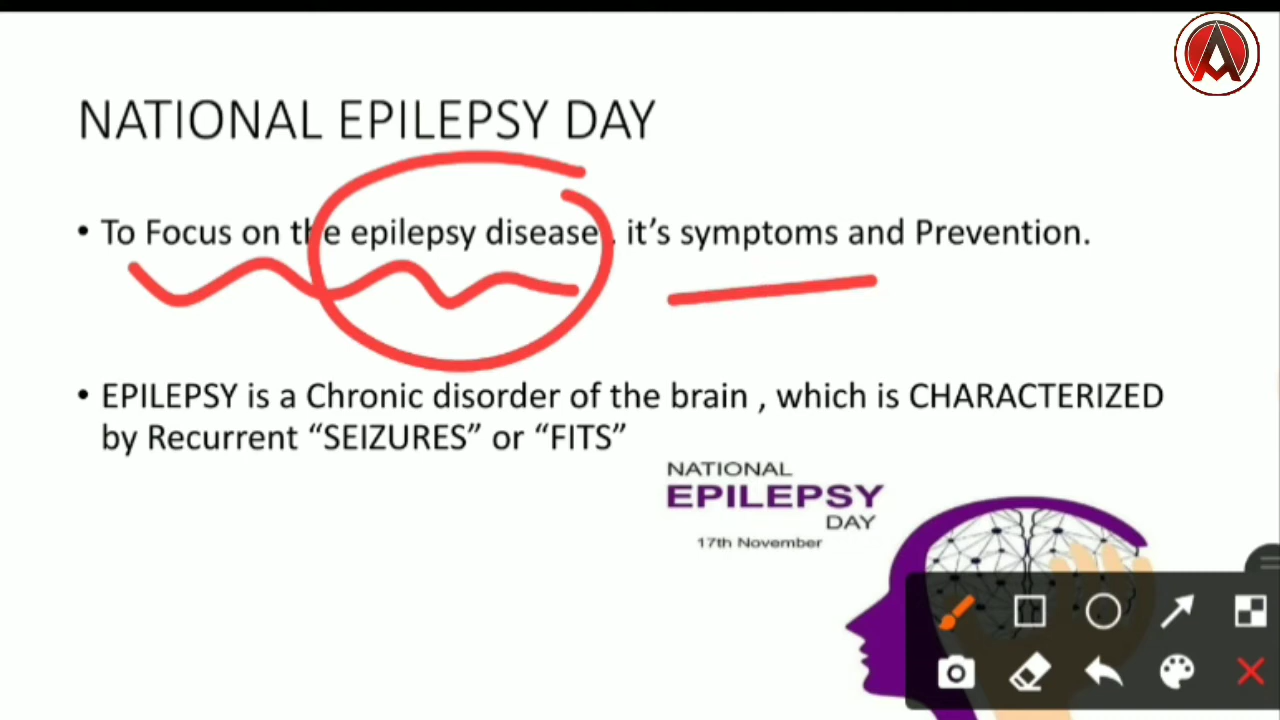 NATIONAL EPILEPSY DAY
• To Focus on the epilepsy disease , it’s symptoms and Prevention.
• EPILEPSY is a Chronic disorder of the brain , which is CHARACTERIZED
by Recurrent “SEIZURES” or “FITS”
NATIONAL
EPILEPSY
DAY
17th November